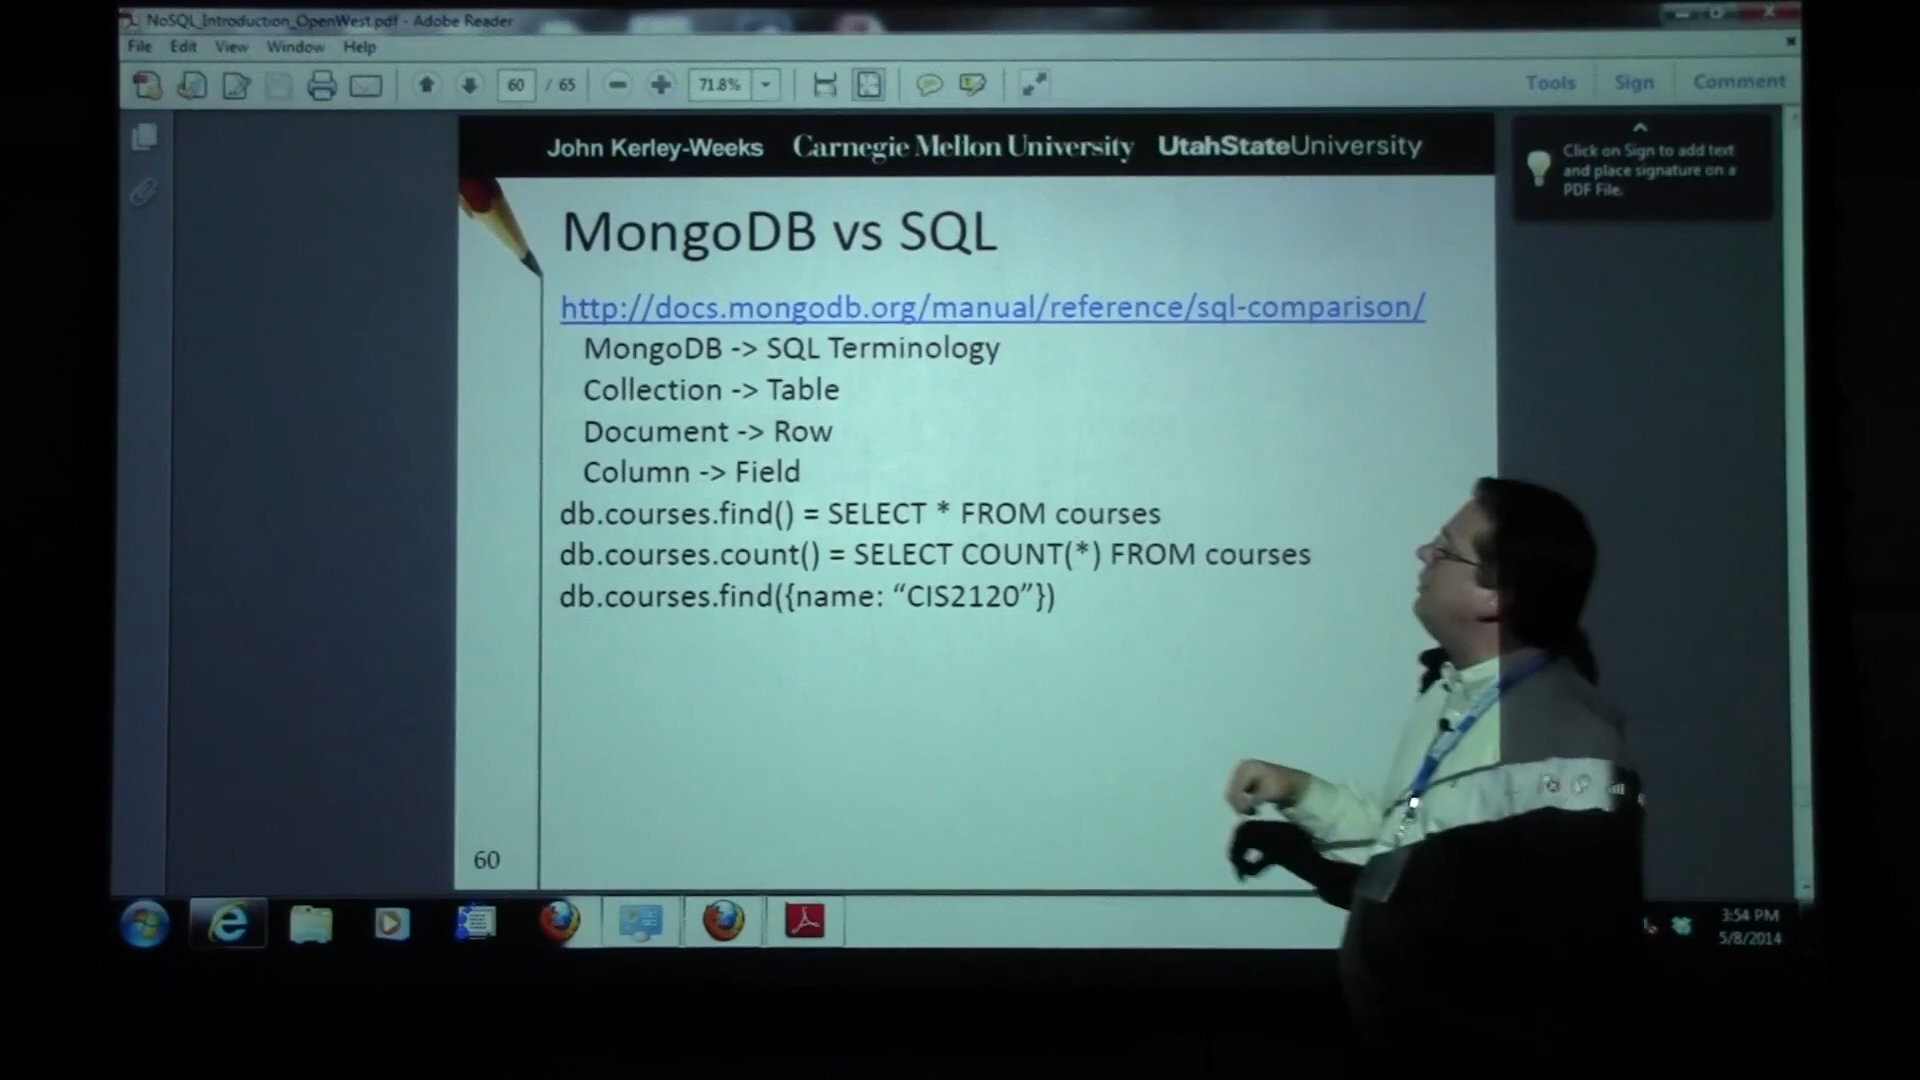 NoSQL_Introduction_OpenWest.pdf - Adobe Reader
File Edit View Window Help
60 / 65 71.8% Tools Sign Comment
John Kerley-Weeks Carnegie Mellon University UtahStateUniversity
Click on Sign to add text
and place signature on a
PDF File.
MongoDB vs SQL
http://docs.mongodb.org/manual/reference/sql-comparison/
MongoDB -> SQL Terminology
Collection -> Table
Document -> Row
Column -> Field
db.courses.find() = SELECT * FROM courses
db.courses.count() = SELECT COUNT(*) FROM courses
db.courses.find({name: “CIS2120”})
60
3:54 PM
5/8/2014